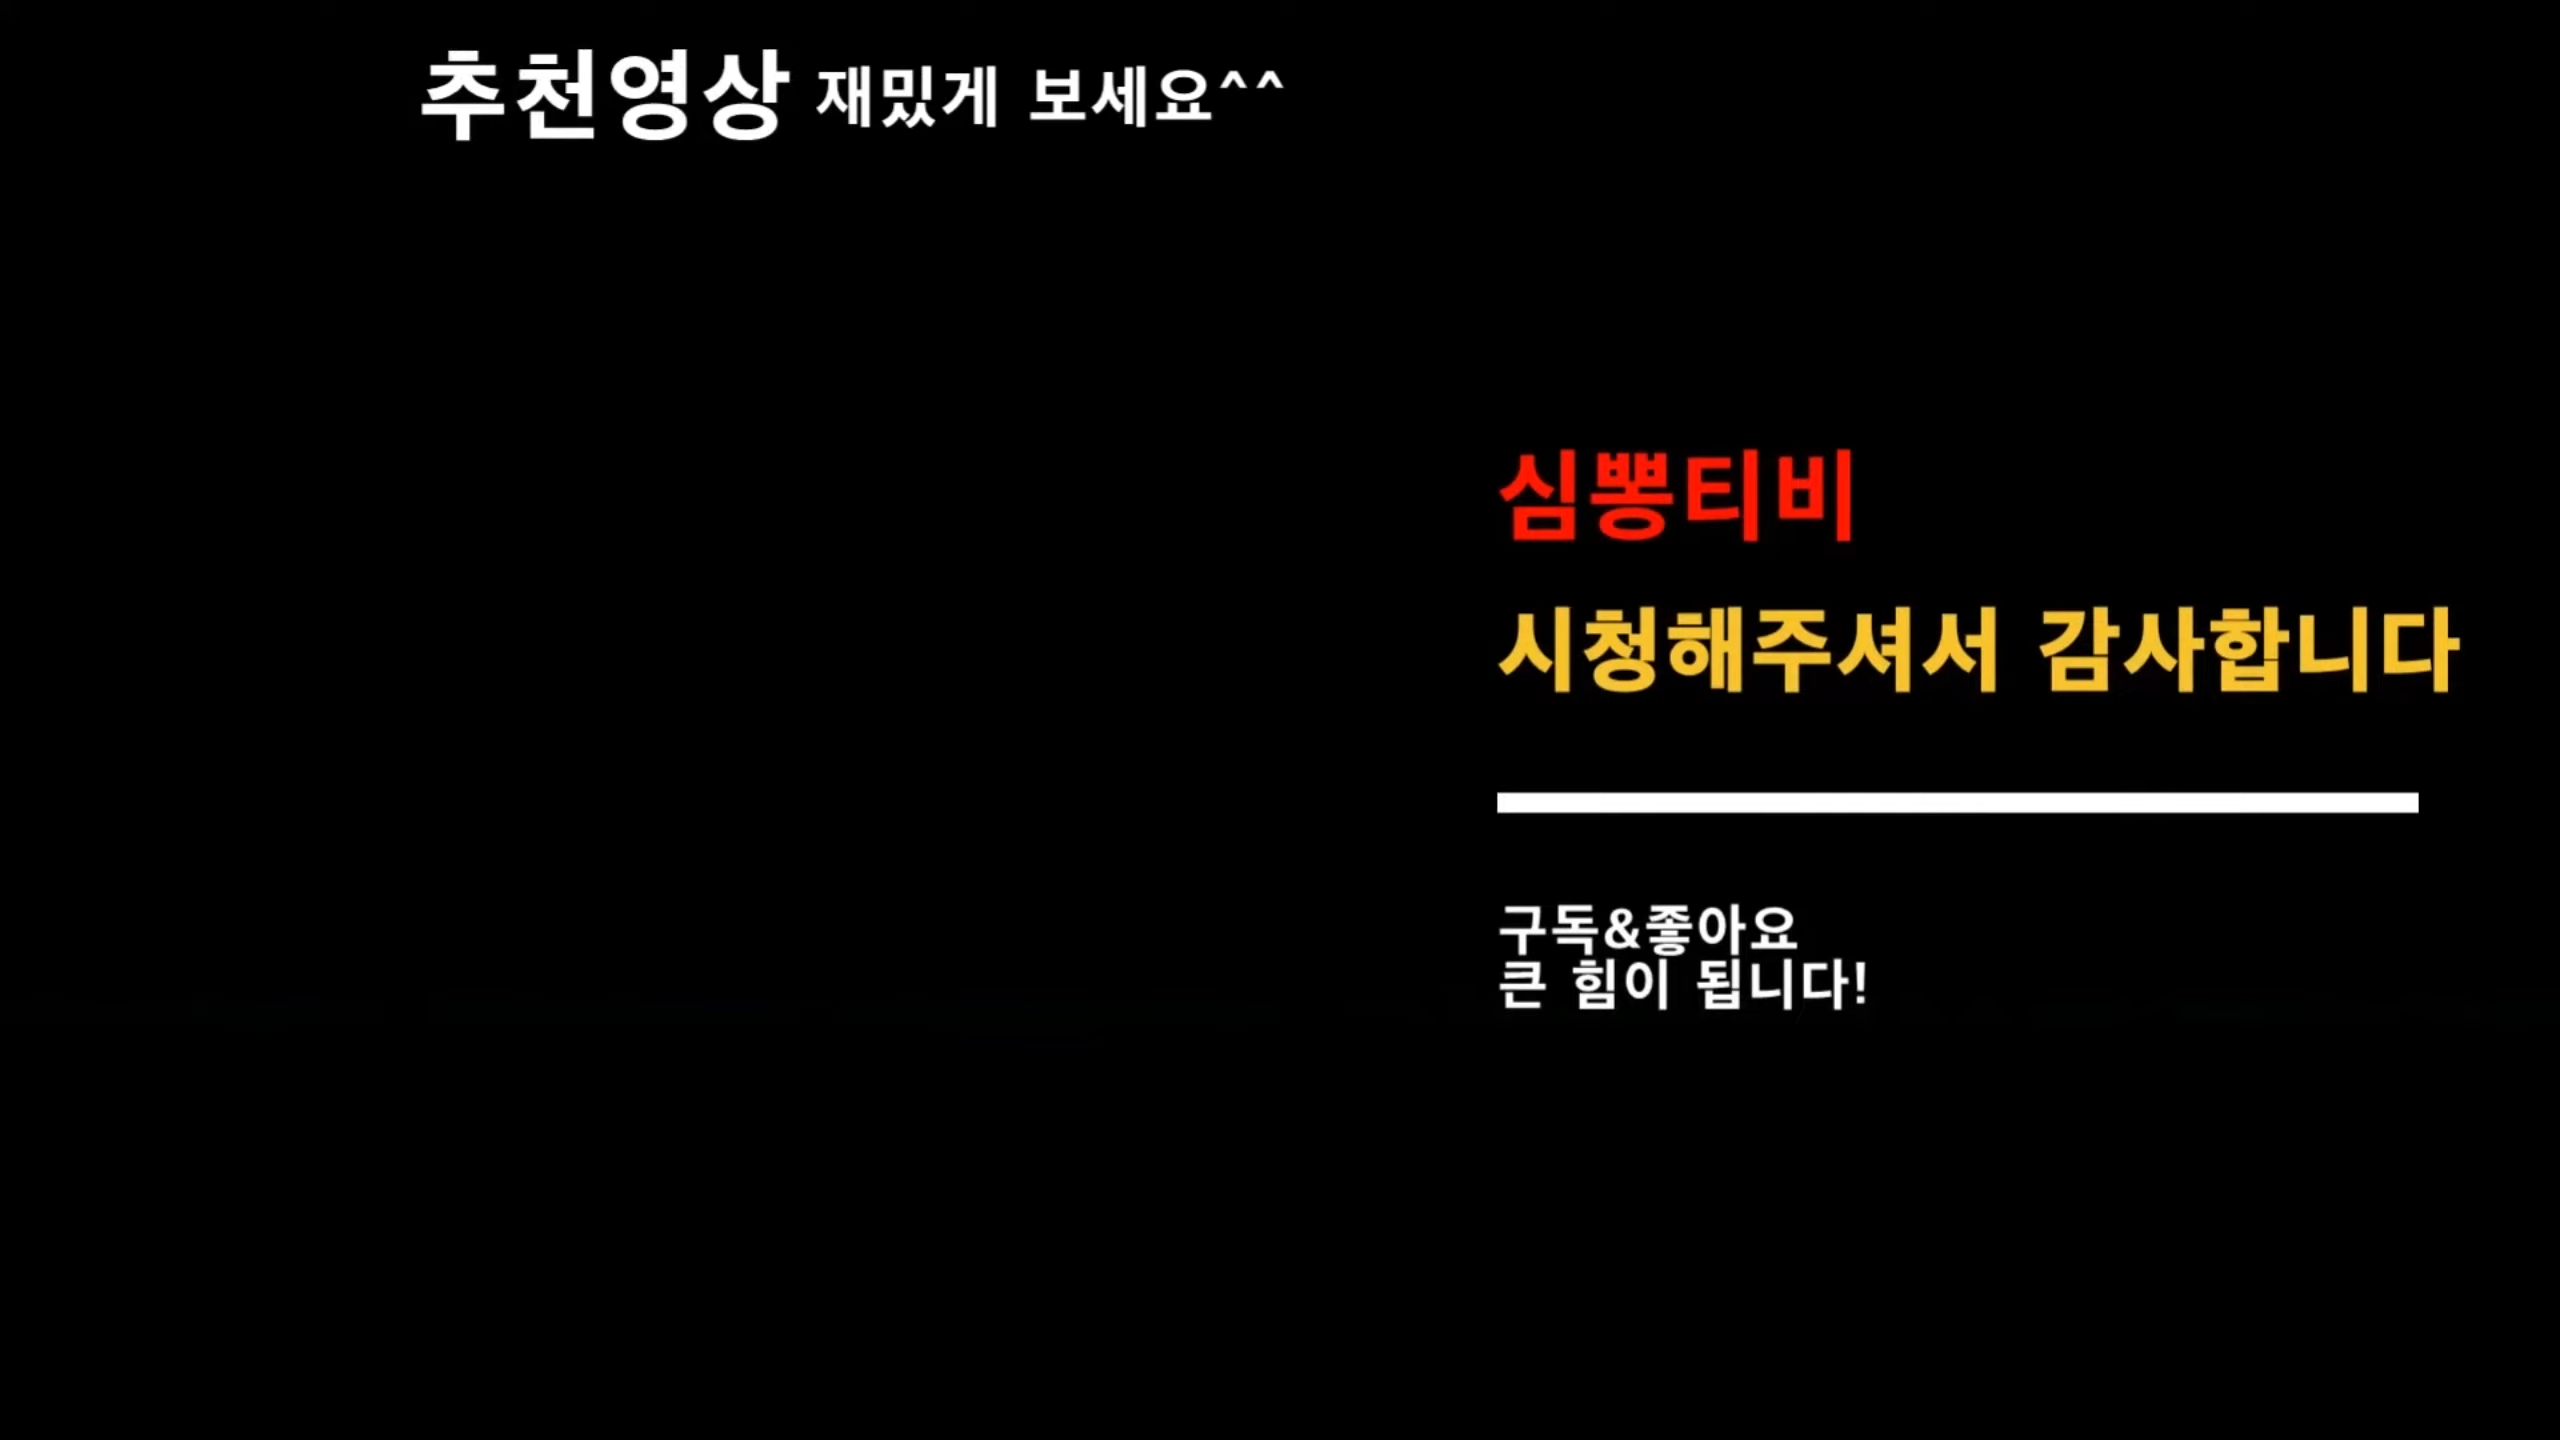 추천영상 재밌게 보세요^^
심뽕티비
시청해주셔서 감사합니다
구독&좋아요
큰 힘이 됩니다!